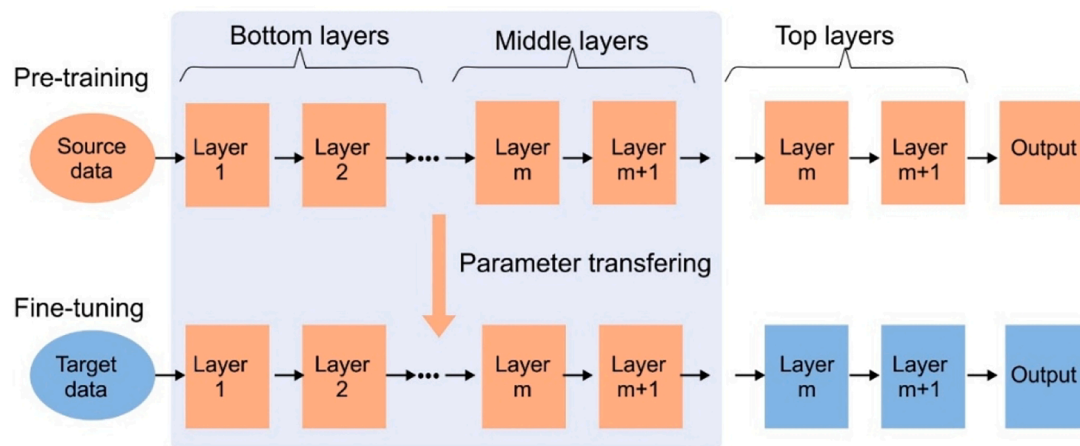 Bottom layers
Middle layers
Top layers
Pre-training
Source
data
Layer
1
Layer
2
...
Layer
m
Layer
m+1
Layer
m
Layer
m+1
Output
Parameter transfering
Fine-tuning
Target
data
Layer
1
Layer
2
...
Layer
m
Layer
m+1
Layer
m
Layer
m+1
Output